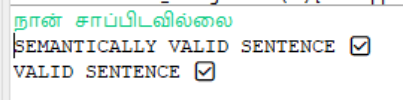 நான் சாப்பிடவில்லை
SEMANTICALLY VALID SENTENCE ☑
VALID SENTENCE ☑